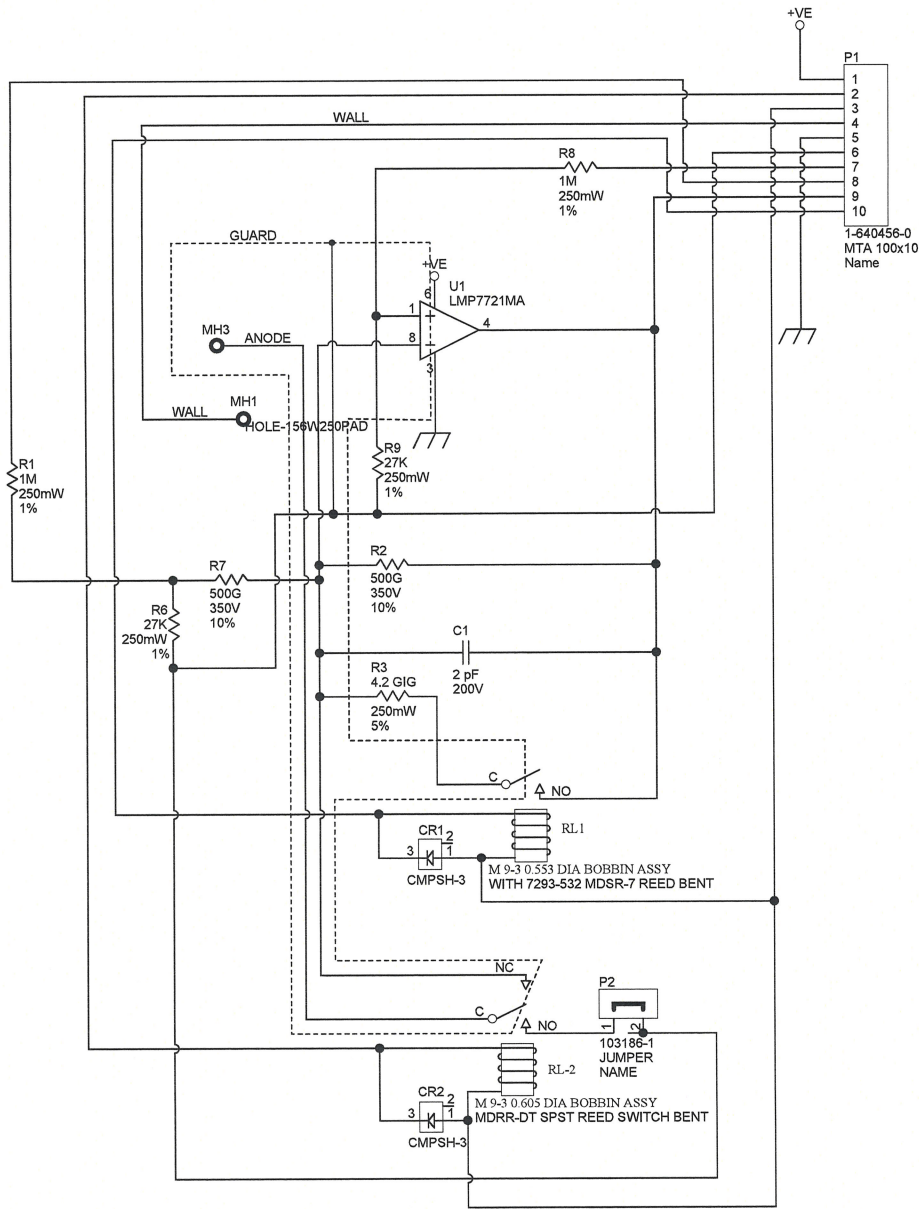 +VE
P1
1
2
3
4
5
6
7
8
9
10
1-640456-0
MTA 100x10
Name
WALL
R8
1M
250mW
1%
GUARD
+VE
U1
LMP7721MA
6
1
8
3
4
MH3
ANODE
MH1
WALL
HOLE-156W250PAD
R9
27K
250mW
1%
R1
1M
250mW
1%
R7
500G
350V
10%
R2
500G
350V
10%
R6
27K
250mW
1%
C1
2 pF
200V
R3
4.2 GIG
250mW
5%
C
NO
CR1
2
3
1
CMPSH-3
RL1
M 9-3 0.553 DIA BOBBIN ASSY
WITH 7293-532 MDSR-7 REED BENT
NC
C
NO
P2
1
2
103186-1
JUMPER
NAME
RL-2
CR2
2
3
1
CMPSH-3
M 9-3 0.605 DIA BOBBIN ASSY
MDRR-DT SPST REED SWITCH BENT